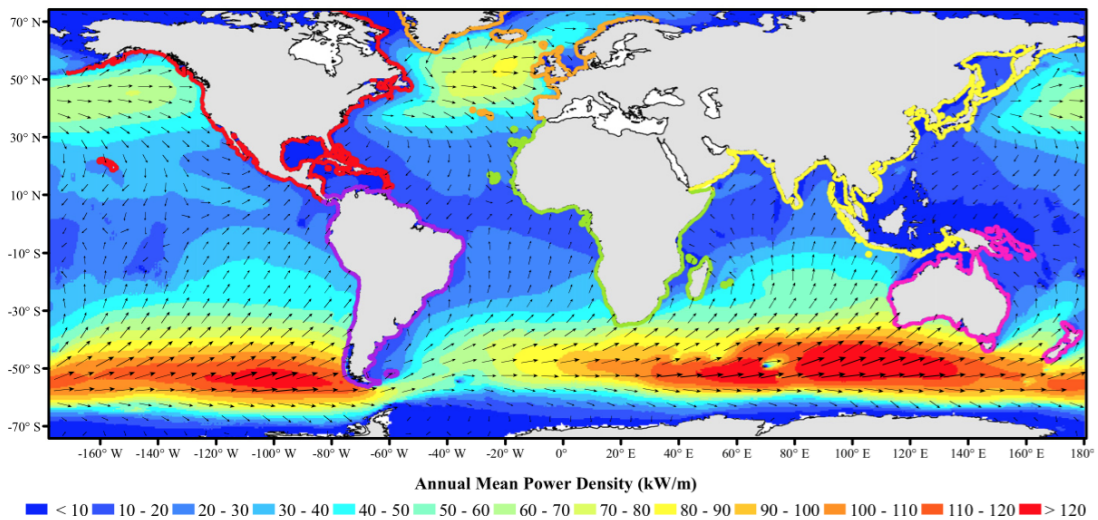 70° N
50° N
30° N
10° N
-10° S
-30° S
-50° S
-70° S
-160° W -140° W -120° W -100° W -80° W -60° W -40° W -20° W 0° 20° E 40° E 60° E 80° E 100° E 120° E 140° E 160° E 180°
Annual Mean Power Density (kW/m)
< 10 10 - 20 20 - 30 30 - 40 40 - 50 50 - 60 60 - 70 70 - 80 80 - 90 90 - 100 100 - 110 110 - 120 > 120